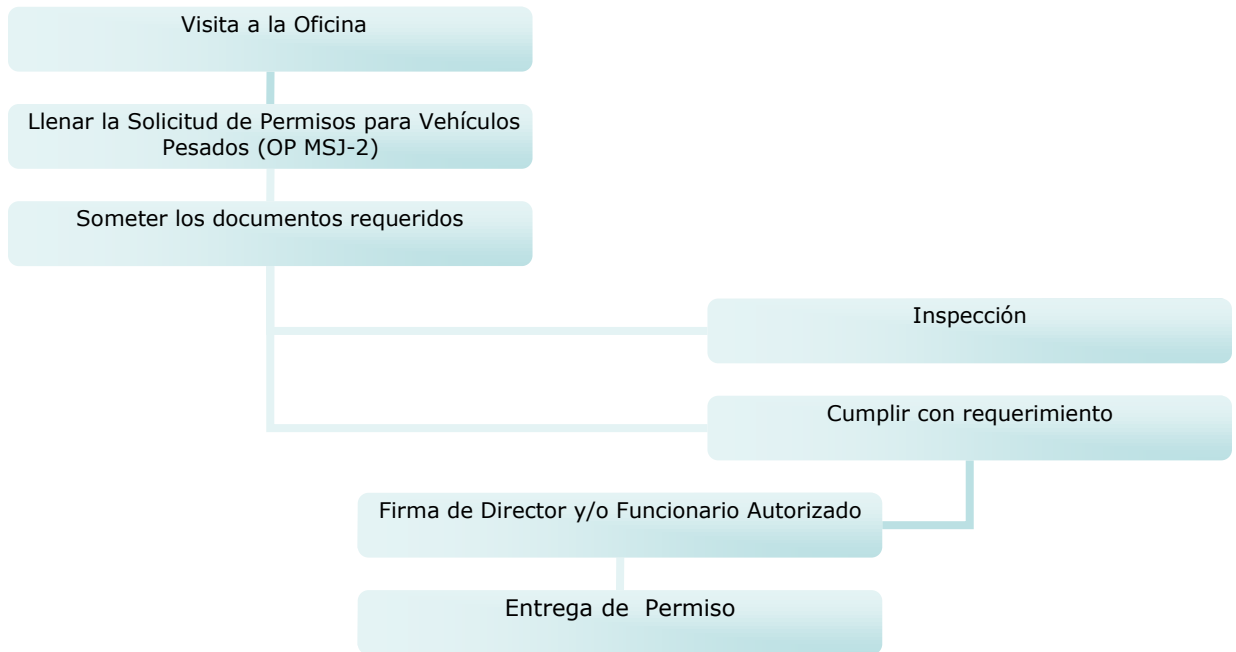 Visita a la Oficina
Llenar la Solicitud de Permisos para Vehículos
Pesados (OP MSJ-2)
Someter los documentos requeridos
Inspección
Cumplir con requerimiento
Firma de Director y/o Funcionario Autorizado
Entrega de Permiso